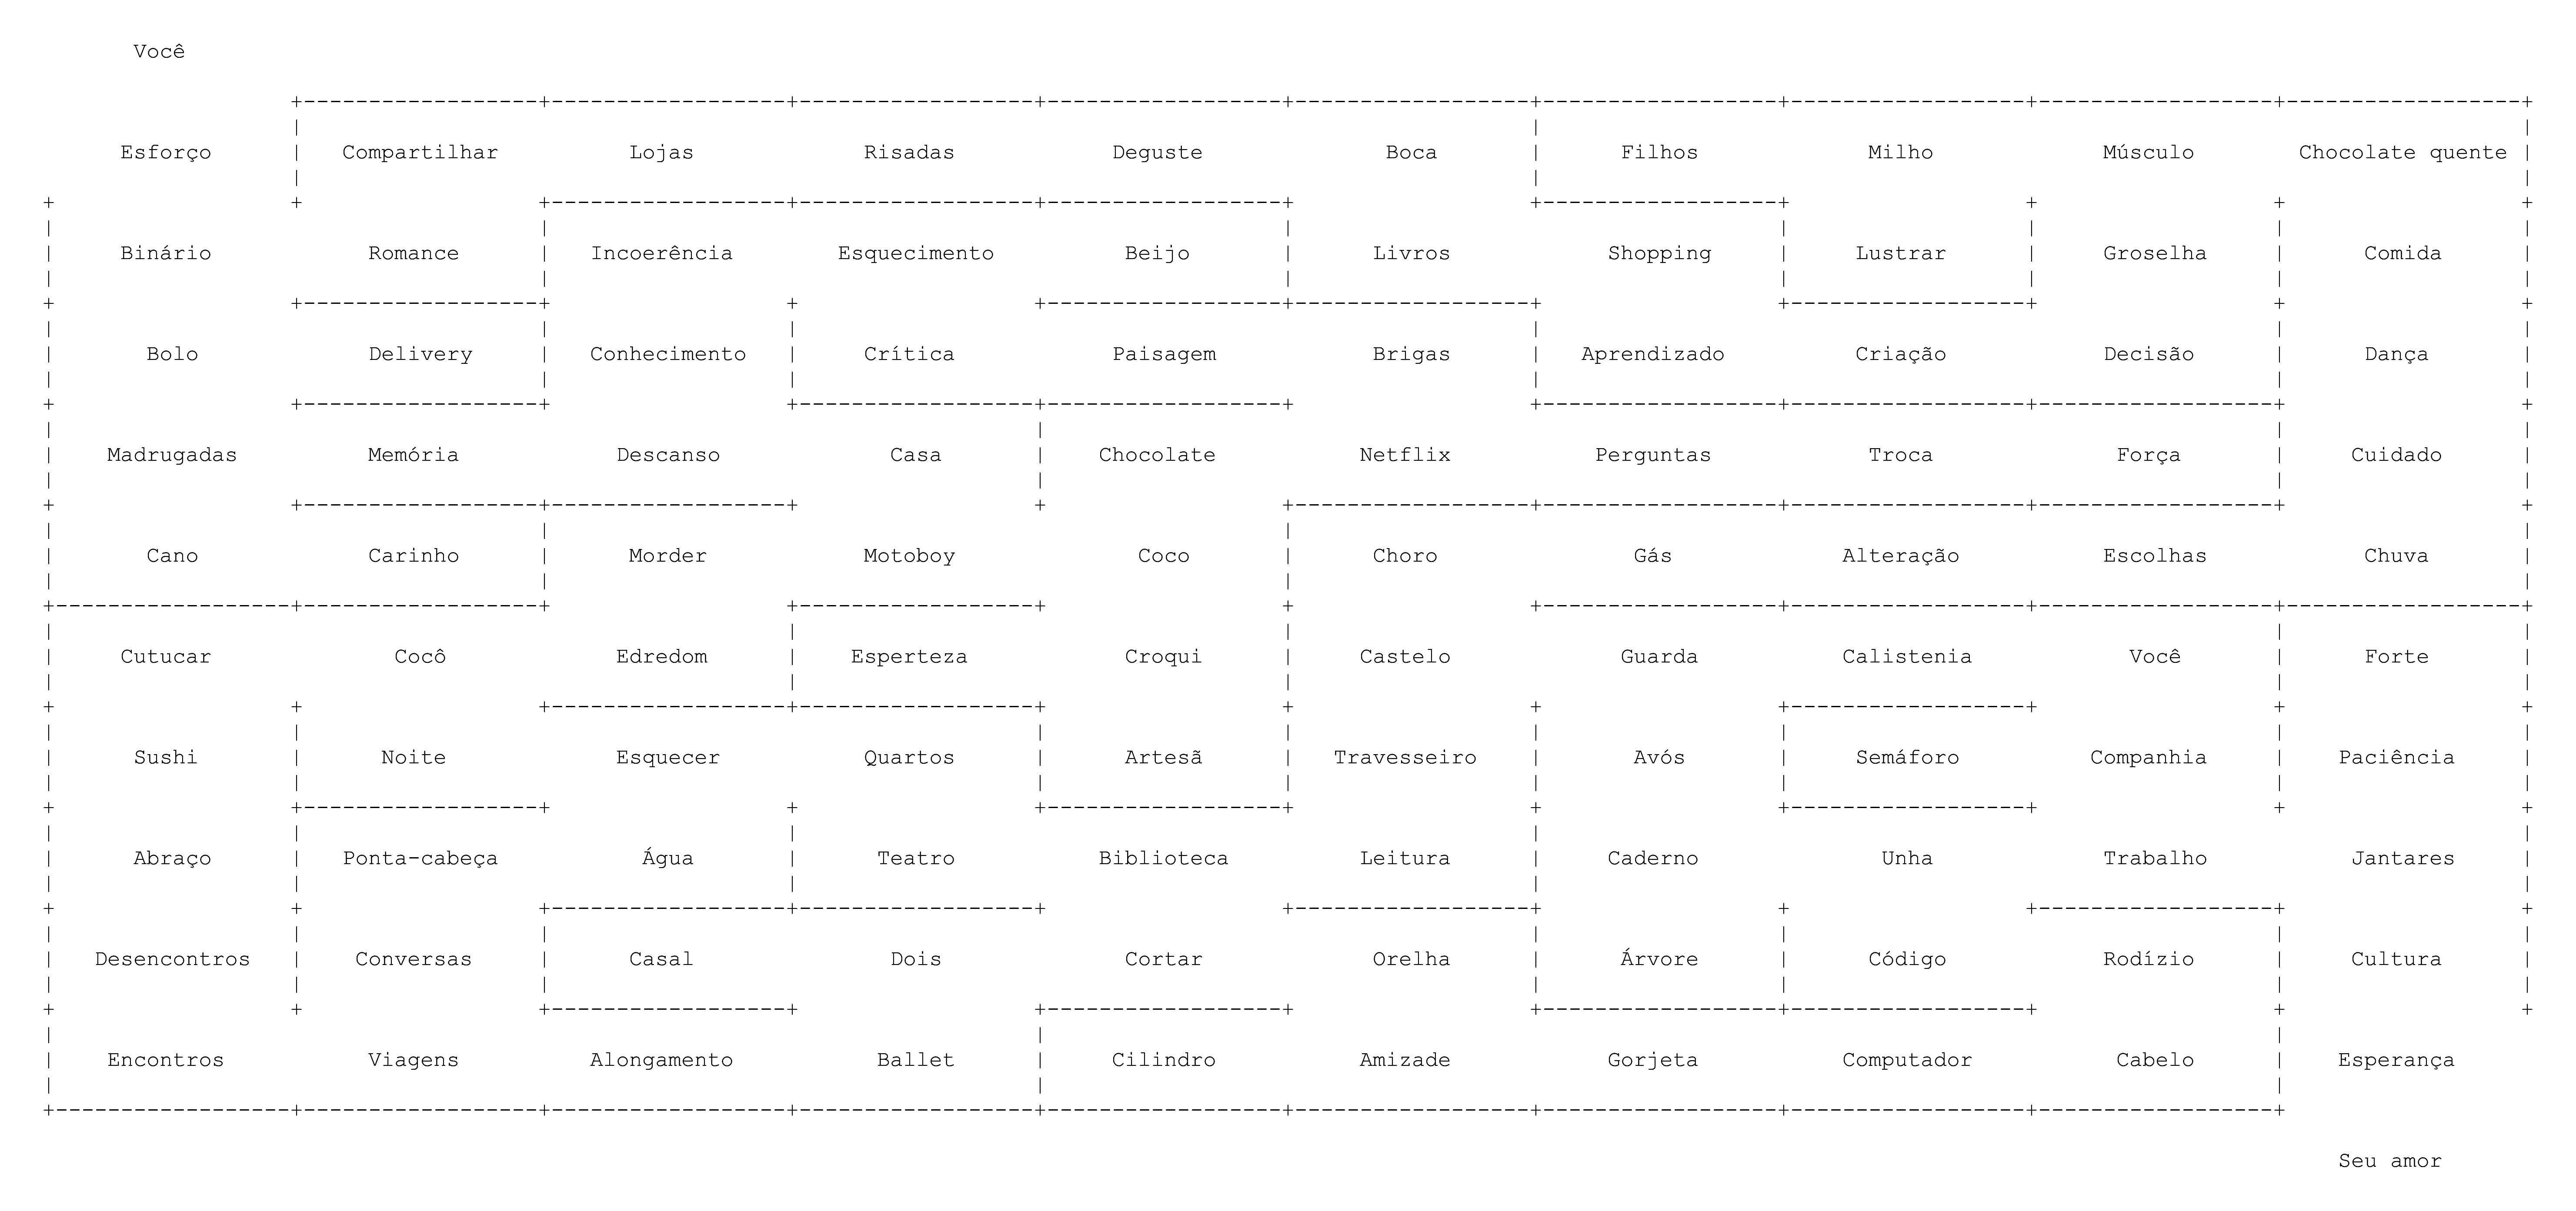 Você
Esforço Compartilhar Lojas Risadas Deguste Boca Filhos Milho Músculo Chocolate quente
Binário Romance Incoerência Esquecimento Beijo Livros Shopping Lustrar Groselha Comida
Bolo Delivery Conhecimento Crítica Paisagem Brigas Aprendizado Criação Decisão Dança
Madrugadas Memória Descanso Casa Chocolate Netflix Perguntas Troca Força Cuidado
Cano Carinho Morder Motoboy Coco Choro Gás Alteração Escolhas Chuva
Cutucar Cocô Edredom Esperteza Croqui Castelo Guarda Calistenia Você Forte
Sushi Noite Esquecer Quartos Artesã Travesseiro Avós Semáforo Companhia Paciência
Abraço Ponta-cabeça Água Teatro Biblioteca Leitura Caderno Unha Trabalho Jantares
Desencontros Conversas Casal Dois Cortar Orelha Árvore Código Rodízio Cultura
Encontros Viagens Alongamento Ballet Cilindro Amizade Gorjeta Computador Cabelo Esperança
Seu amor